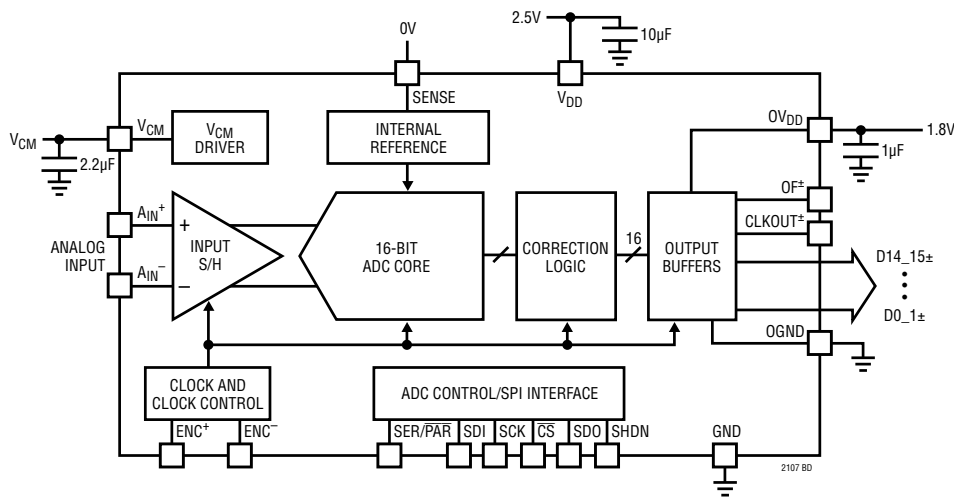 2.5V
10µF
0V
SENSE
V_DD
V_CM
2.2µF
V_CM
V_CM
DRIVER
INTERNAL
REFERENCE
OV_DD
1.8V
1µF
OF±
CLKOUT±
ANALOG
INPUT
A_IN+
A_IN−
+
−
INPUT
S/H
16-BIT
ADC CORE
CORRECTION
LOGIC
16
OUTPUT
BUFFERS
D14_15±
D0_1±
OGND
CLOCK AND
CLOCK CONTROL
ADC CONTROL/SPI INTERFACE
ENC+
ENC−
SER/P̅A̅R̅
SDI
SCK
C̅S̅
SDO
SHDN
GND
2107 BD